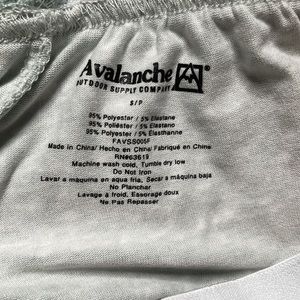 Avalanche
OUTDOOR SUPPLY COMPANY
S/P
95% Polyester / 5% Elastane
95% Poliéster / 5% Elastano
95% Polyester / 5% Élasthanne
FAVSS005F
Made in China/ Hecho en China/ Fabriqué en Chine
RN#63619
Machine wash cold, Tumble dry low
Do Not Iron
Lavar a máquina en agua fria, Secar a máquina baja
No Planchar
Lavage à froid, Essorage doux
Ne Pas Repasser